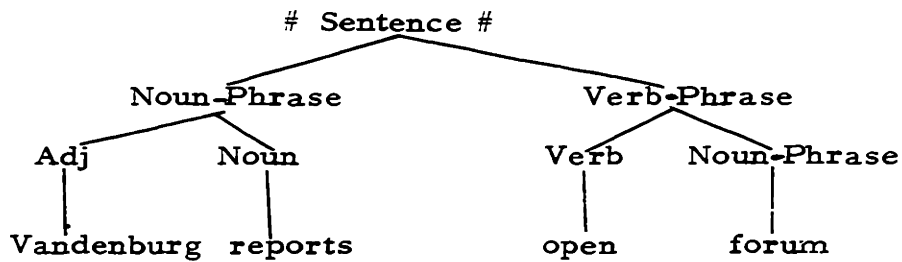 # Sentence #
Noun-Phrase Verb-Phrase
Adj Noun Verb Noun-Phrase
Vandenburg reports open forum